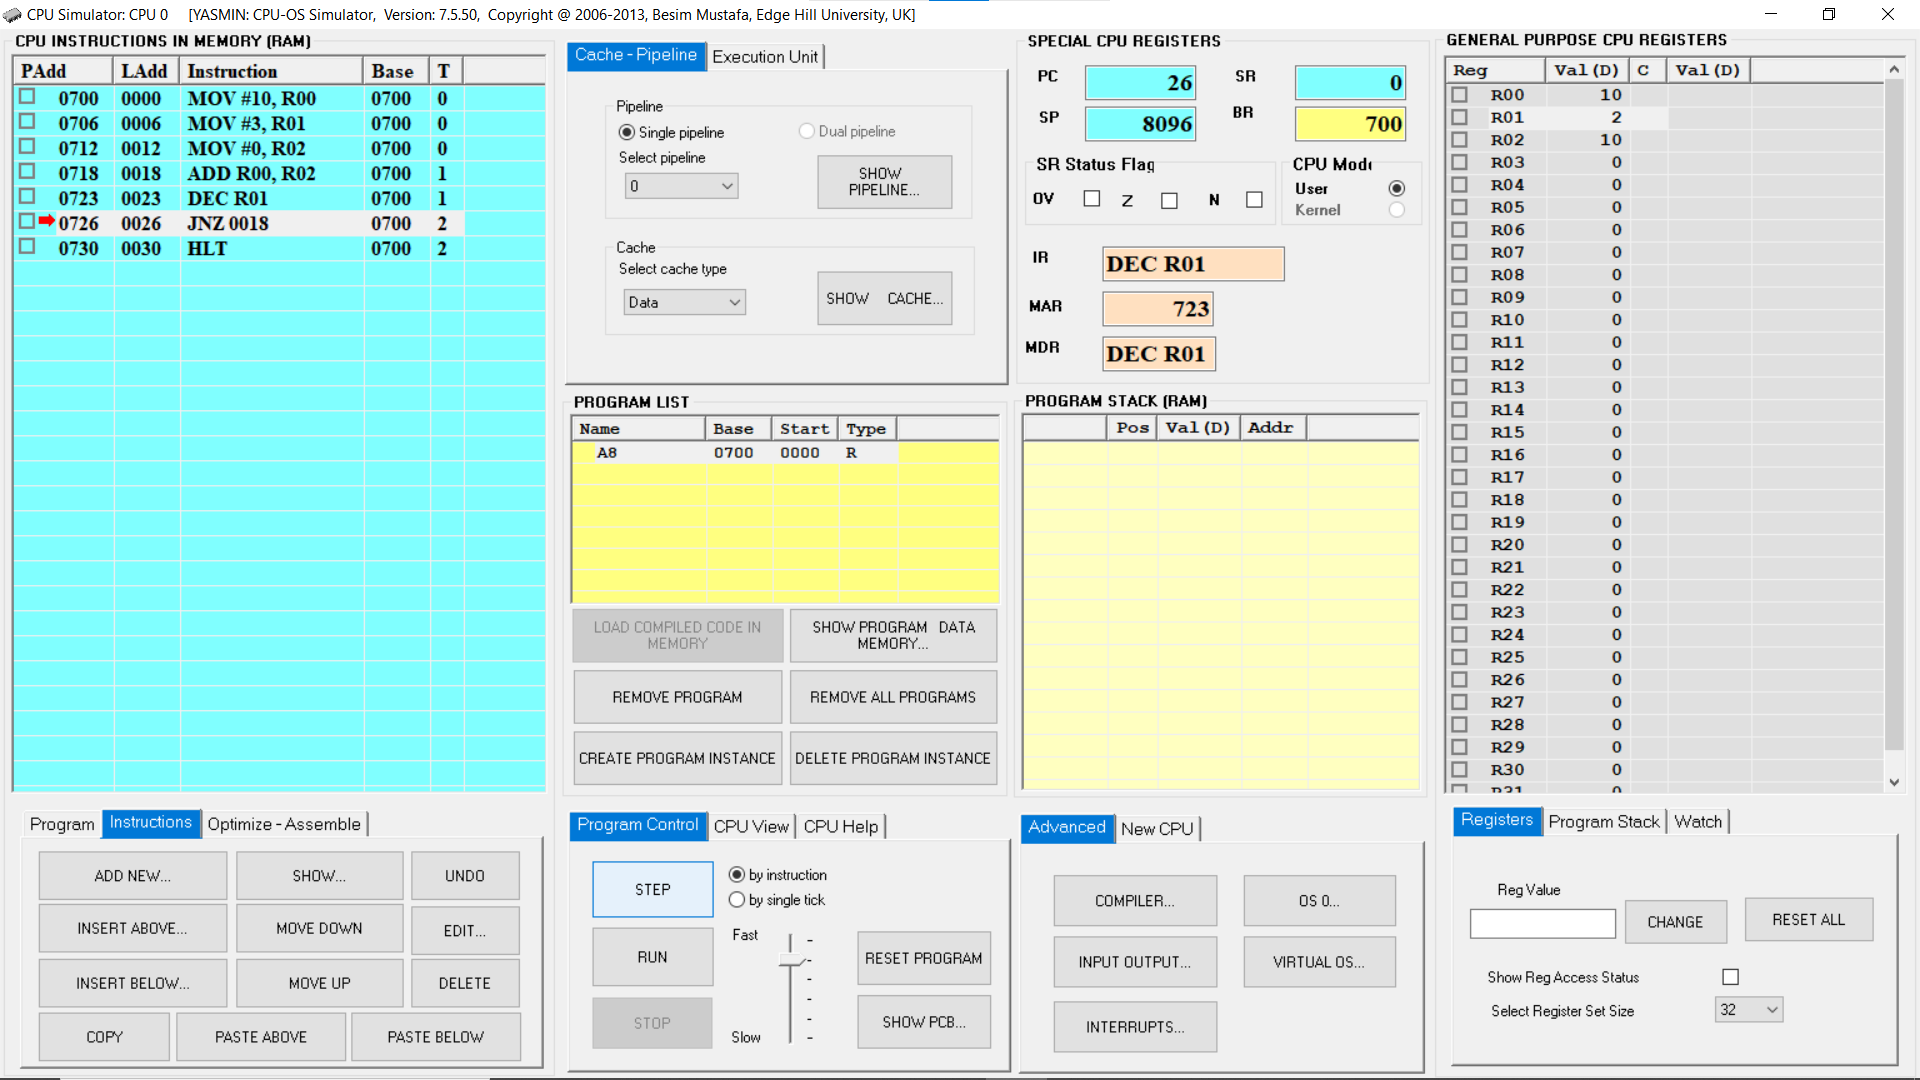 CPU Simulator: CPU 0 [YASMIN: CPU-OS Simulator, Version: 7.5.50, Copyright @ 2006-2013, Besim Mustafa, Edge Hill University, UK]
CPU INSTRUCTIONS IN MEMORY (RAM)
PAdd LAdd Instruction Base T
0700 0000 MOV #10, R00 0700 0
0706 0006 MOV #3, R01 0700 0
0712 0012 MOV #0, R02 0700 0
0718 0018 ADD R00, R02 0700 1
0723 0023 DEC R01 0700 1
0726 0026 JNZ 0018 0700 2
0730 0030 HLT 0700 2
Program Instructions Optimize - Assemble
ADD NEW... SHOW... UNDO
INSERT ABOVE... MOVE DOWN EDIT...
INSERT BELOW... MOVE UP DELETE
COPY PASTE ABOVE PASTE BELOW
Cache - Pipeline Execution Unit
Pipeline
Single pipeline Dual pipeline
Select pipeline
0
SHOW
PIPELINE...
Cache
Select cache type
Data
SHOW CACHE...
PROGRAM LIST
Name Base Start Type
A8 0700 0000 R
LOAD COMPILED CODE IN
MEMORY
SHOW PROGRAM DATA
MEMORY...
REMOVE PROGRAM REMOVE ALL PROGRAMS
CREATE PROGRAM INSTANCE DELETE PROGRAM INSTANCE
Program Control CPU View CPU Help
STEP
by instruction
by single tick
RUN
STOP
Fast
Slow
RESET PROGRAM
SHOW PCB...
SPECIAL CPU REGISTERS
PC 26 SR 0
SP 8096 BR 700
SR Status Flag
OV Z N
CPU Mode
User
Kernel
IR DEC R01
MAR 723
MDR DEC R01
PROGRAM STACK (RAM)
Pos Val(D) Addr
Advanced New CPU
COMPILER... OS 0...
INPUT OUTPUT... VIRTUAL OS...
INTERRUPTS...
GENERAL PURPOSE CPU REGISTERS
Reg Val(D) C Val(D)
R00 10
R01 2
R02 10
R03 0
R04 0
R05 0
R06 0
R07 0
R08 0
R09 0
R10 0
R11 0
R12 0
R13 0
R14 0
R15 0
R16 0
R17 0
R18 0
R19 0
R20 0
R21 0
R22 0
R23 0
R24 0
R25 0
R26 0
R27 0
R28 0
R29 0
R30 0
R31 0
Registers Program Stack Watch
Reg Value
CHANGE RESET ALL
Show Reg Access Status
Select Register Set Size 32